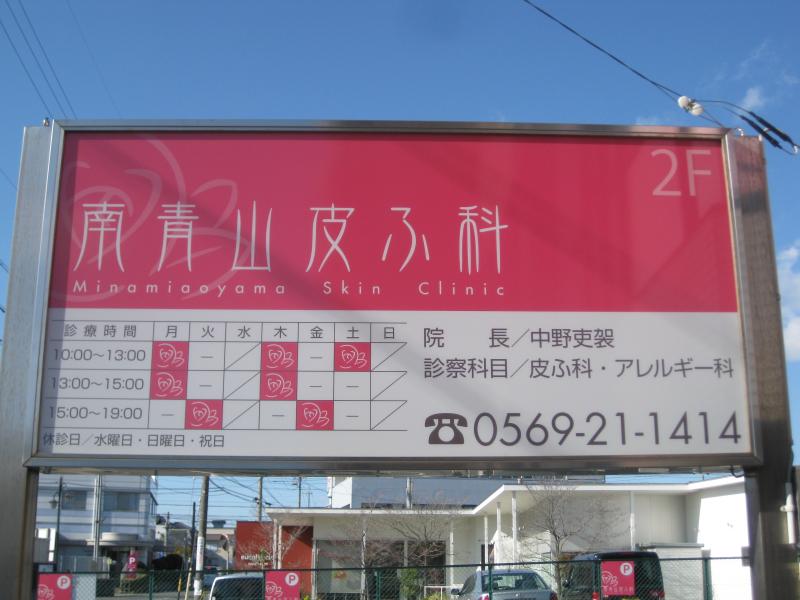 2F
南青山皮ふ科
Minamiaoyama Skin Clinic
診療時間 月 火 水 木 金 土 日
10:00〜13:00 ― ／ ― ／
13:00〜15:00 ― ／ ― ― ／
15:00〜19:00 ― ／ ― ― ／
休診日／水曜日・日曜日・祝日
院　長／中野吏袈
診察科目／皮ふ科・アレルギー科
☎0569-21-1414
P
P
P
P